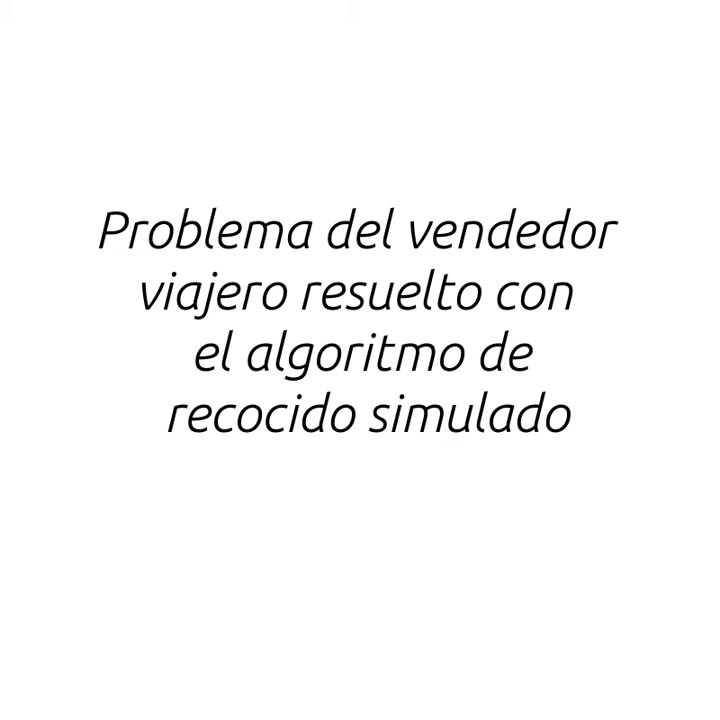 Problema del vendedor
viajero resuelto con
el algoritmo de
recocido simulado